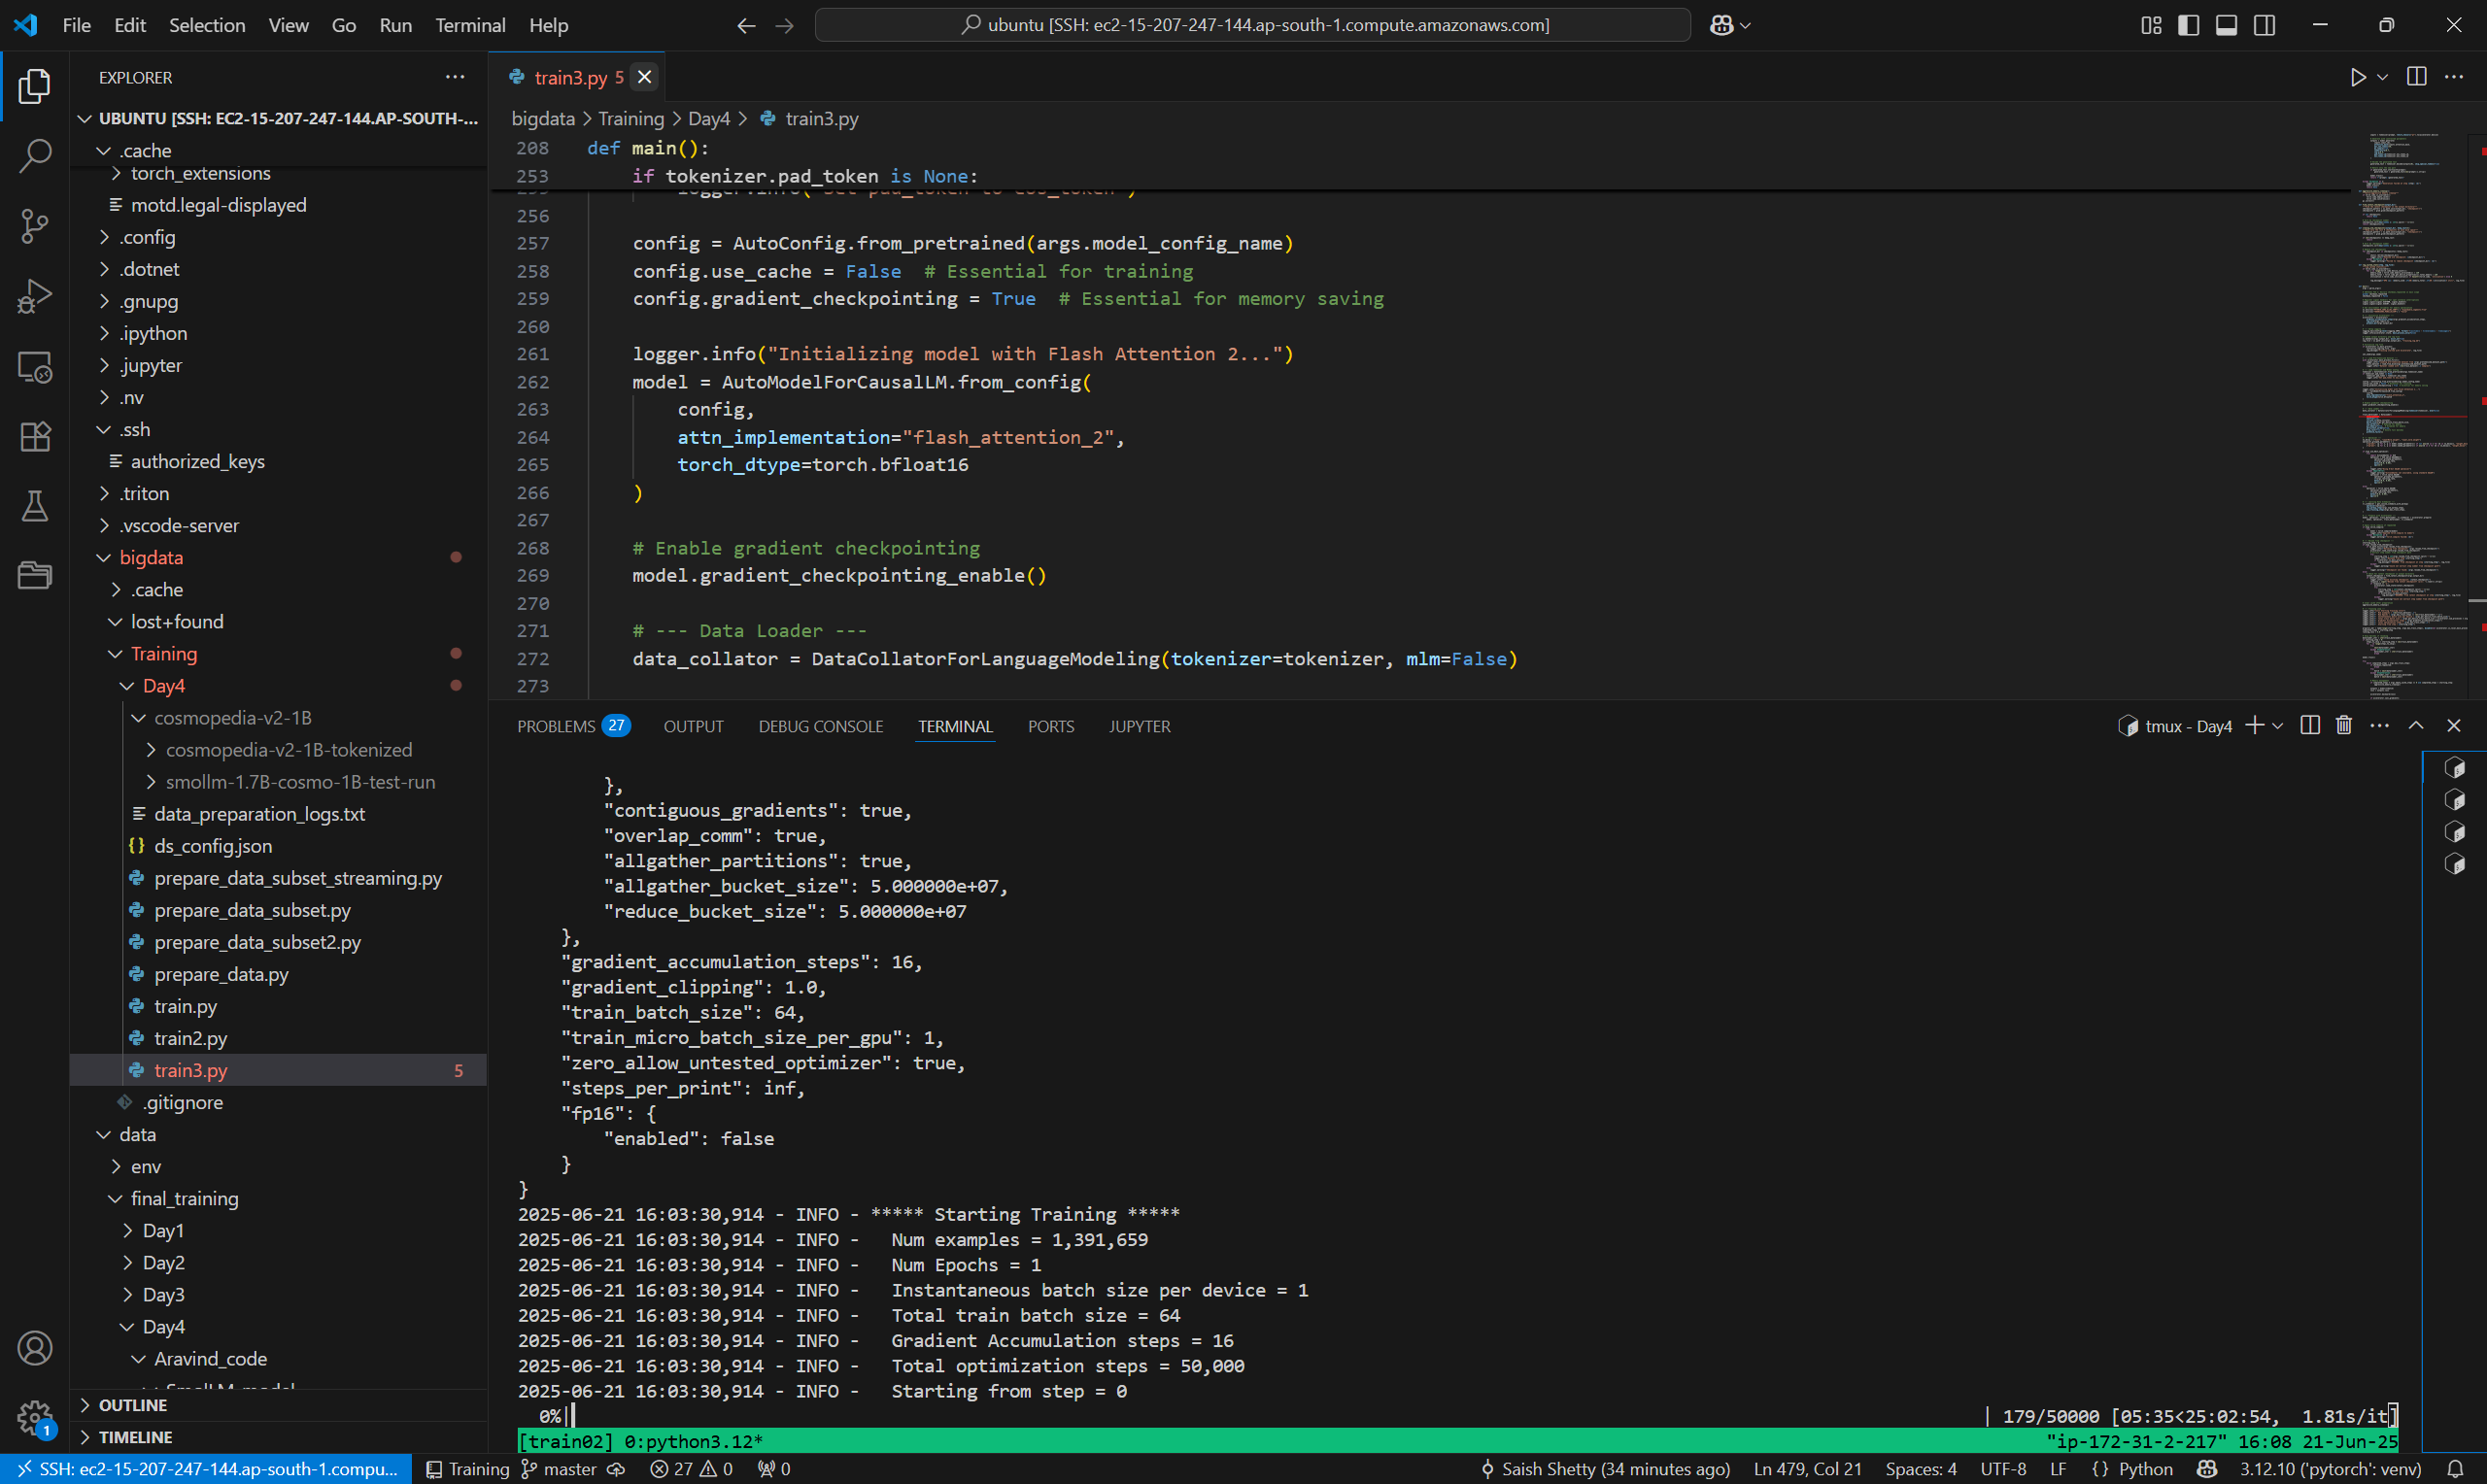 File Edit Selection View Go Run Terminal Help
ubuntu [SSH: ec2-15-207-247-144.ap-south-1.compute.amazonaws.com]
EXPLORER
UBUNTU [SSH: EC2-15-207-247-144.AP-SOUTH-...
.cache
torch_extensions
motd.legal-displayed
.config
.dotnet
.gnupg
.ipython
.jupyter
.nv
.ssh
authorized_keys
.triton
.vscode-server
bigdata
.cache
lost+found
Training
Day4
cosmopedia-v2-1B
cosmopedia-v2-1B-tokenized
smollm-1.7B-cosmo-1B-test-run
data_preparation_logs.txt
{} ds_config.json
prepare_data_subset_streaming.py
prepare_data_subset.py
prepare_data_subset2.py
prepare_data.py
train.py
train2.py
train3.py 5
.gitignore
data
env
final_training
Day1
Day2
Day3
Day4
Aravind_code
OUTLINE
TIMELINE
1
train3.py 5
bigdata > Training > Day4 > train3.py
208 def main():
253 if tokenizer.pad_token is None:
256
257 config = AutoConfig.from_pretrained(args.model_config_name)
258 config.use_cache = False # Essential for training
259 config.gradient_checkpointing = True # Essential for memory saving
260
261 logger.info("Initializing model with Flash Attention 2...")
262 model = AutoModelForCausalLM.from_config(
263 config,
264 attn_implementation="flash_attention_2",
265 torch_dtype=torch.bfloat16
266 )
267
268 # Enable gradient checkpointing
269 model.gradient_checkpointing_enable()
270
271 # --- Data Loader ---
272 data_collator = DataCollatorForLanguageModeling(tokenizer=tokenizer, mlm=False)
273
PROBLEMS 27 OUTPUT DEBUG CONSOLE TERMINAL PORTS JUPYTER
tmux - Day4
},
"contiguous_gradients": true,
"overlap_comm": true,
"allgather_partitions": true,
"allgather_bucket_size": 5.000000e+07,
"reduce_bucket_size": 5.000000e+07
},
"gradient_accumulation_steps": 16,
"gradient_clipping": 1.0,
"train_batch_size": 64,
"train_micro_batch_size_per_gpu": 1,
"zero_allow_untested_optimizer": true,
"steps_per_print": inf,
"fp16": {
"enabled": false
}
}
2025-06-21 16:03:30,914 - INFO - ***** Starting Training *****
2025-06-21 16:03:30,914 - INFO - Num examples = 1,391,659
2025-06-21 16:03:30,914 - INFO - Num Epochs = 1
2025-06-21 16:03:30,914 - INFO - Instantaneous batch size per device = 1
2025-06-21 16:03:30,914 - INFO - Total train batch size = 64
2025-06-21 16:03:30,914 - INFO - Gradient Accumulation steps = 16
2025-06-21 16:03:30,914 - INFO - Total optimization steps = 50,000
2025-06-21 16:03:30,914 - INFO - Starting from step = 0
0%| | 179/50000 [05:35<25:02:54, 1.81s/it]
[train02] 0:python3.12* "ip-172-31-2-217" 16:08 21-Jun-25
SSH: ec2-15-207-247-144.ap-south-1.compu... Training master 27 0 0 Saish Shetty (34 minutes ago) Ln 479, Col 21 Spaces: 4 UTF-8 LF {} Python 3.12.10 ('pytorch': venv)